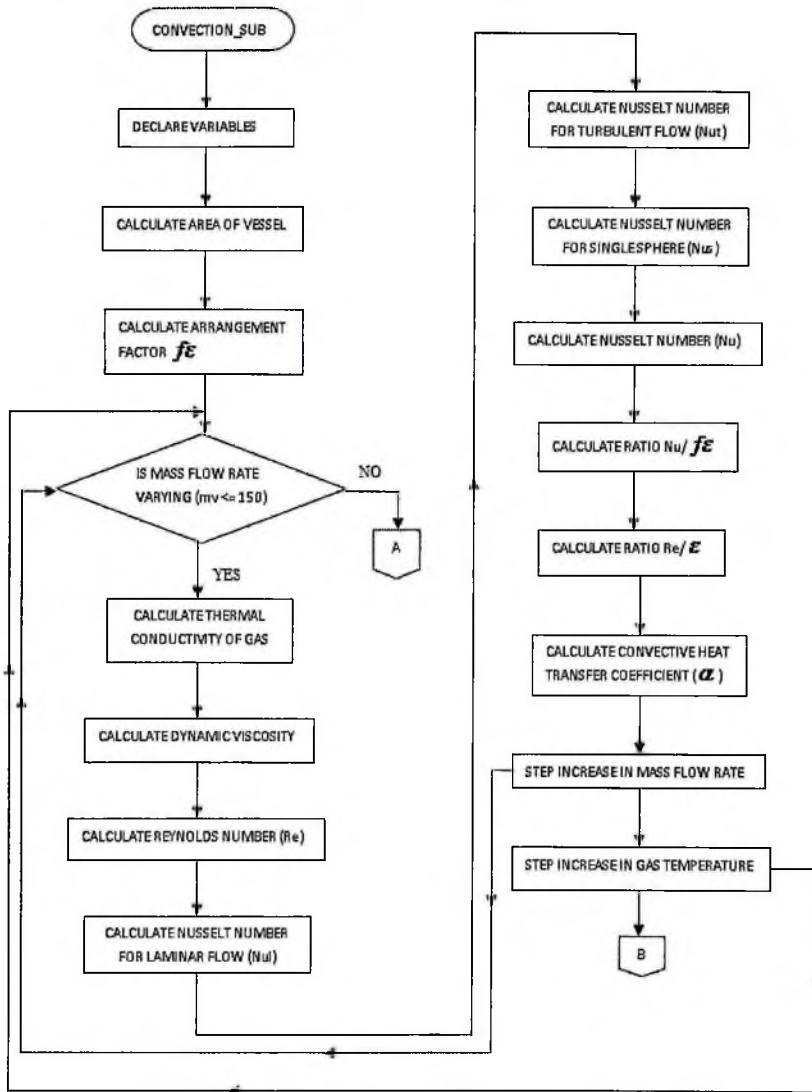 CONVECTION_SUB
DECLARE VARIABLES
CALCULATE AREA OF VESSEL
CALCULATE ARRANGEMENT
FACTOR fε
IS MASS FLOW RATE
VARYING (mv<=150)
NO
A
YES
CALCULATE THERMAL
CONDUCTIVITY OF GAS
CALCULATE DYNAMIC VISCOSITY
CALCULATE REYNOLDS NUMBER (Re)
CALCULATE NUSSELT NUMBER
FOR LAMINAR FLOW (Nul)
CALCULATE NUSSELT NUMBER
FOR TURBULENT FLOW (Nut)
CALCULATE NUSSELT NUMBER
FOR SINGLE SPHERE (Nus)
CALCULATE NUSSELT NUMBER (Nu)
CALCULATE RATIO Nu/fε
CALCULATE RATIO Re/ε
CALCULATE CONVECTIVE HEAT
TRANSFER COEFFICIENT (α)
STEP INCREASE IN MASS FLOW RATE
STEP INCREASE IN GAS TEMPERATURE
B